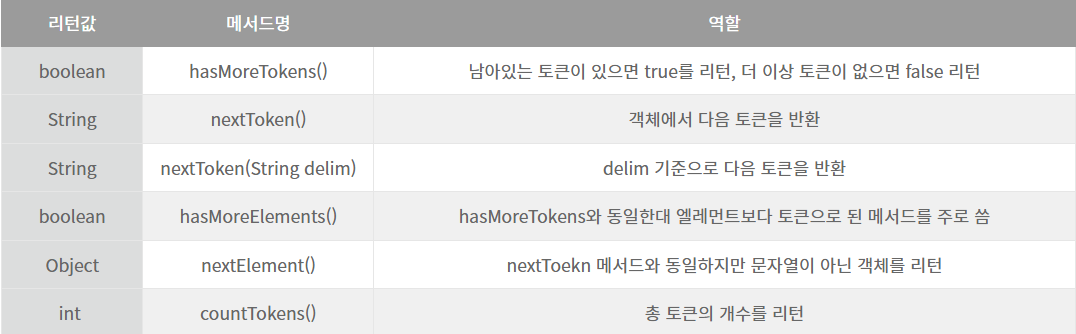 리턴값 메서드명 역할
boolean hasMoreTokens() 남아있는 토큰이 있으면 true를 리턴, 더 이상 토큰이 없으면 false 리턴
String nextToken() 객체에서 다음 토큰을 반환
String nextToken(String delim) delim 기준으로 다음 토큰을 반환
boolean hasMoreElements() hasMoreTokens와 동일한대 엘레먼트보다 토큰으로 된 메서드를 주로 씀
Object nextElement() nextToekn 메서드와 동일하지만 문자열이 아닌 객체를 리턴
int countTokens() 총 토큰의 개수를 리턴